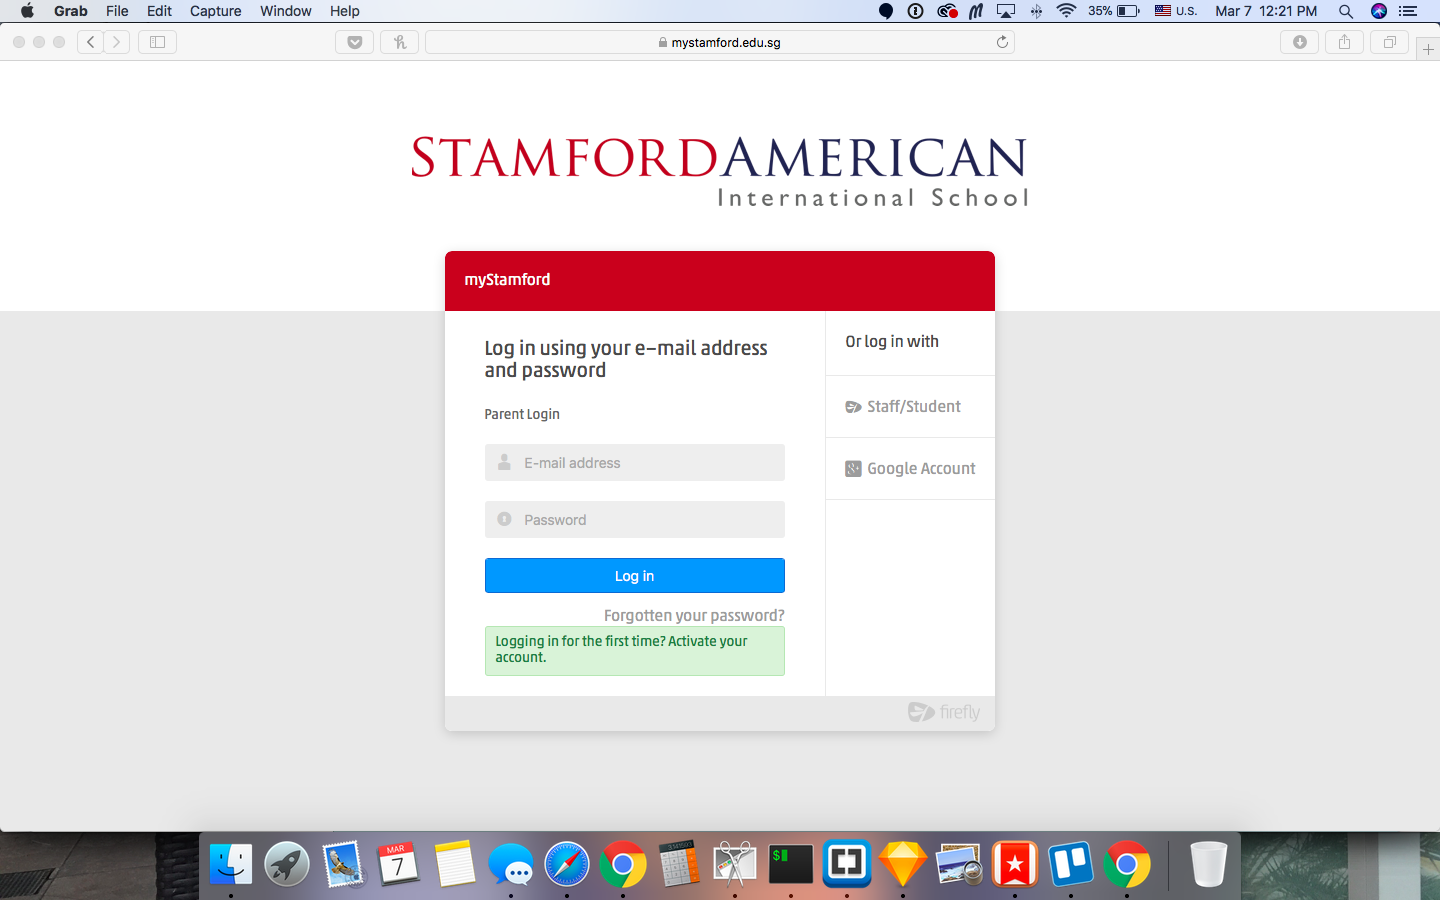 Grab File Edit Capture Window Help 35% U.S. Mar 7 12:21 PM
mystamford.edu.sg
STAMFORDAMERICAN
International School
myStamford
Log in using your e-mail address
and password
Parent Login
E-mail address
Password
Log in
Forgotten your password?
Logging in for the first time? Activate your
account.
Or log in with
Staff/Student
Google Account
firefly
MAR
7
$